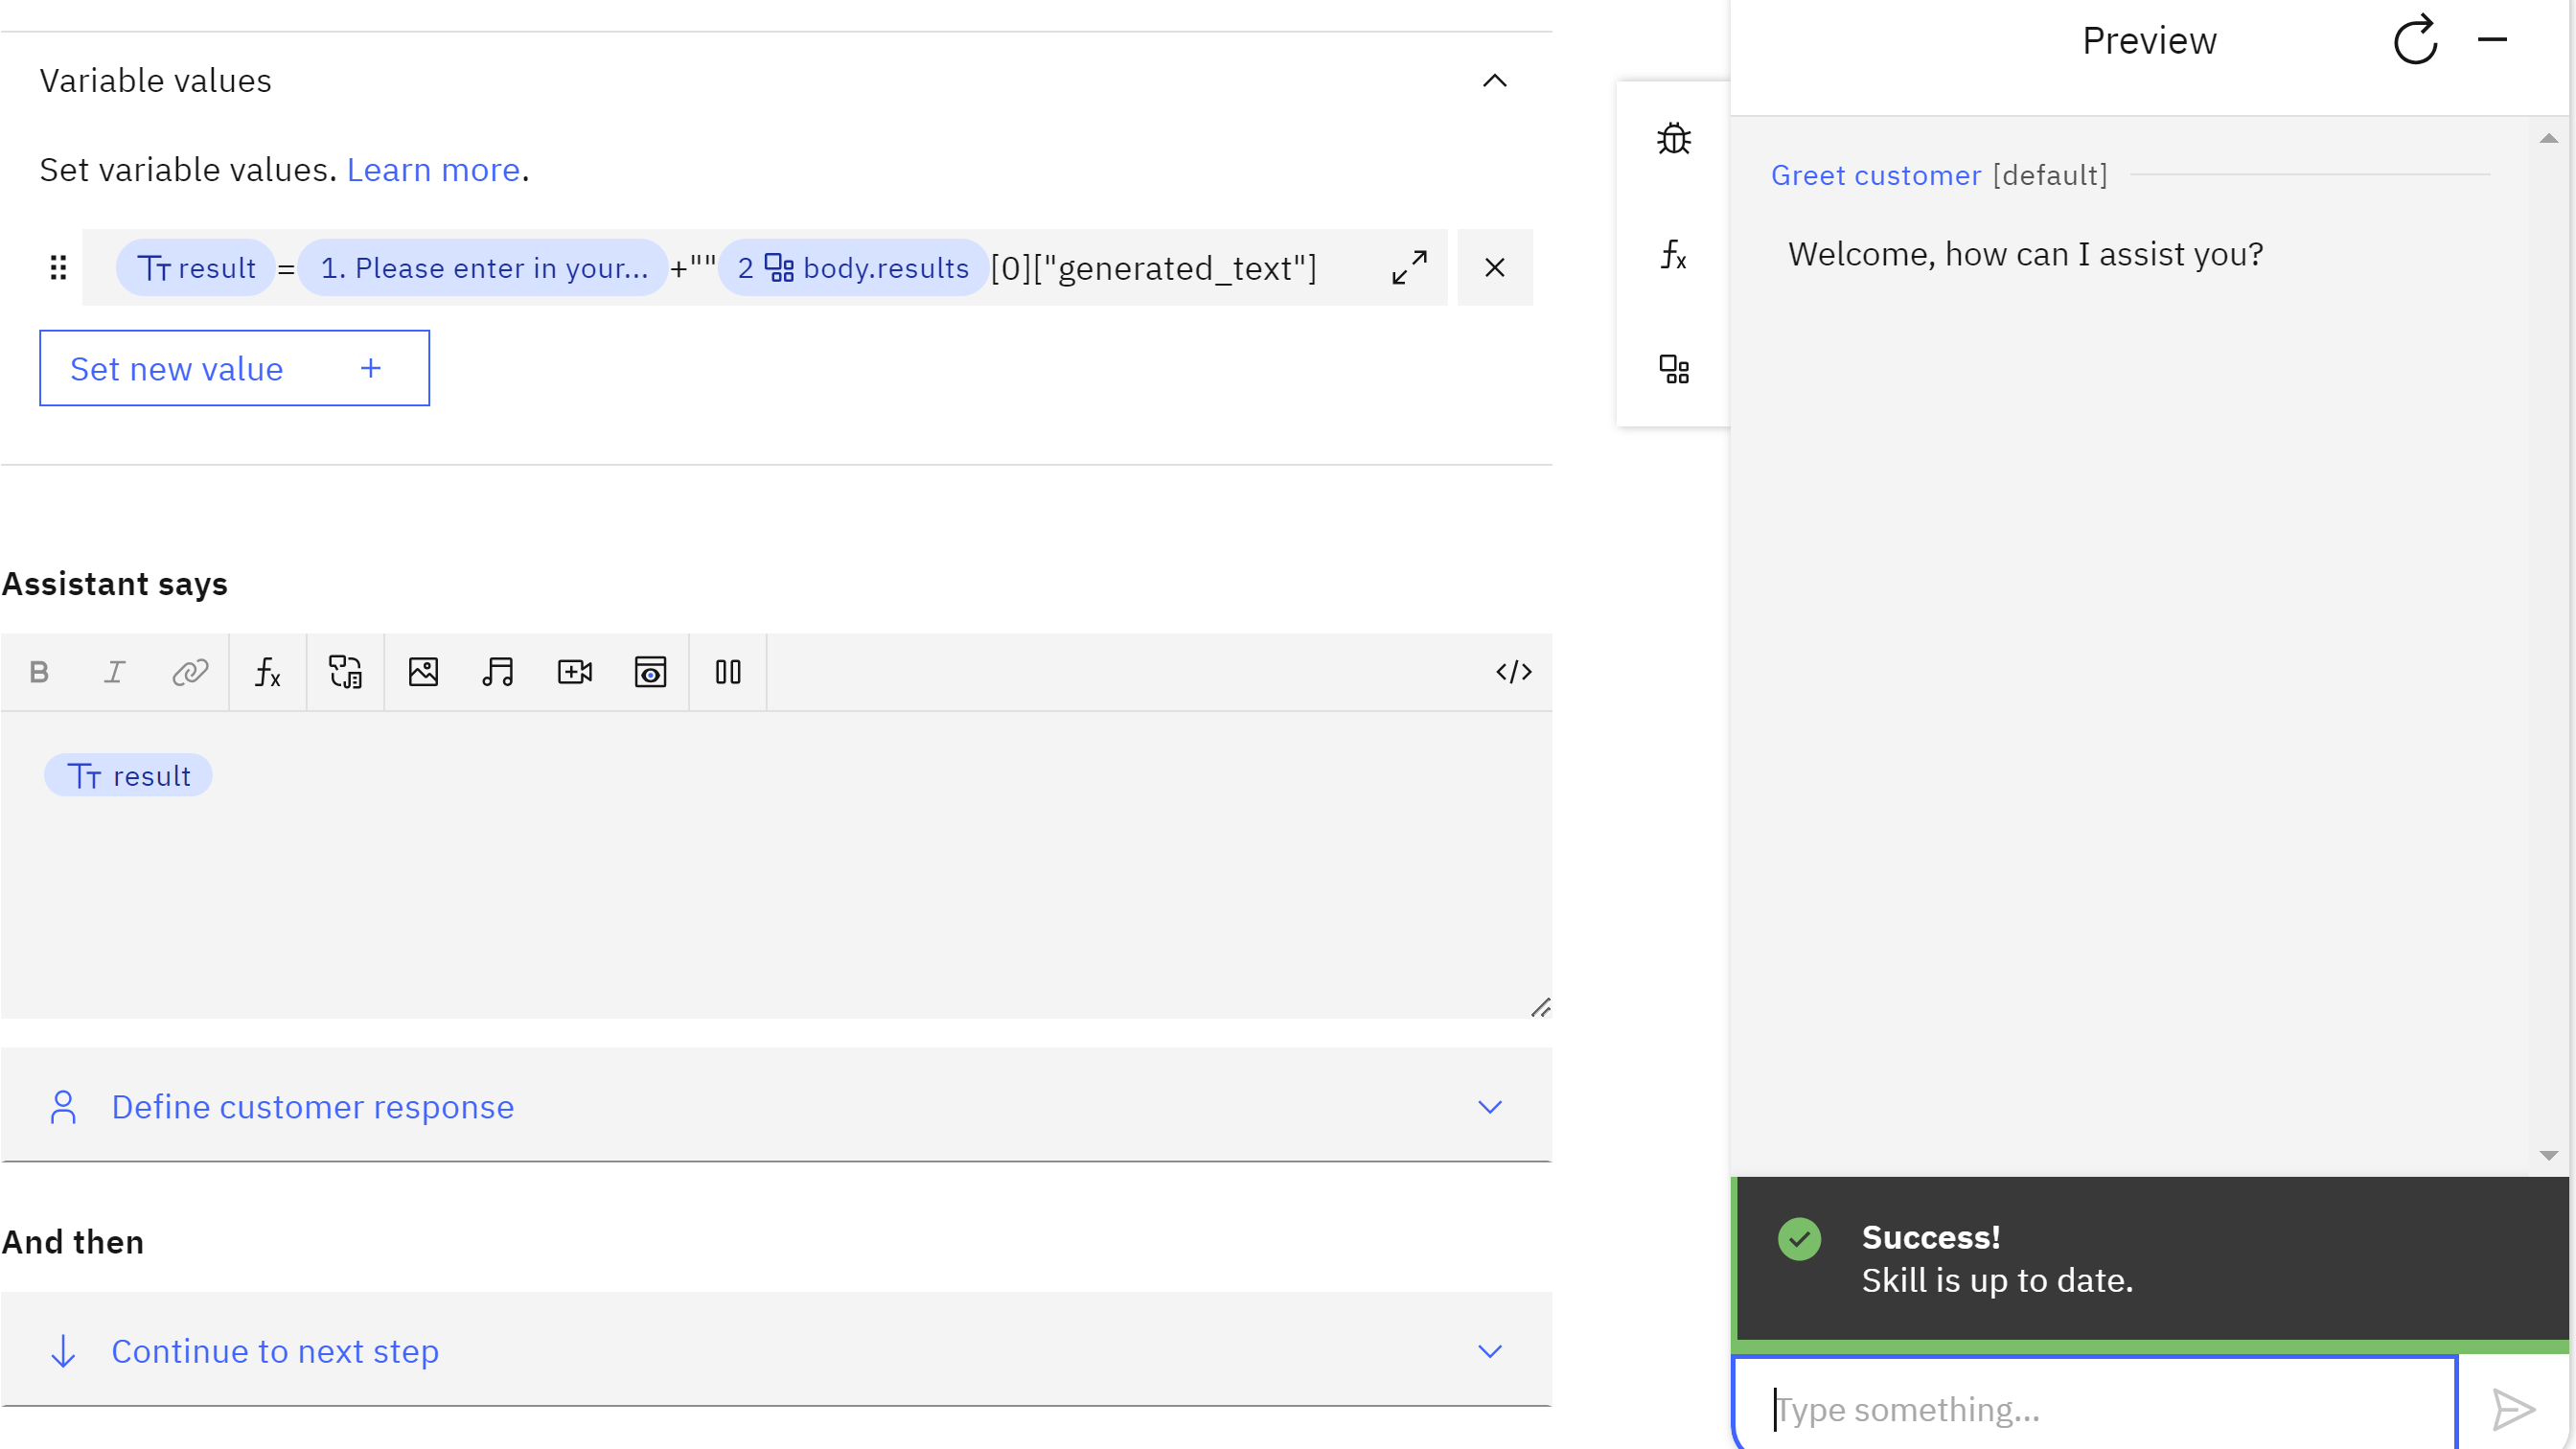 Variable values
Set variable values. Learn more.
result = 1. Please enter in your... +"" 2 body.results [0]["generated_text"]
Set new value +
Assistant says
B I fx </>
result
Define customer response
And then
Continue to next step
Preview
fx
Greet customer [default]
Welcome, how can I assist you?
Success!
Skill is up to date.
Type something...